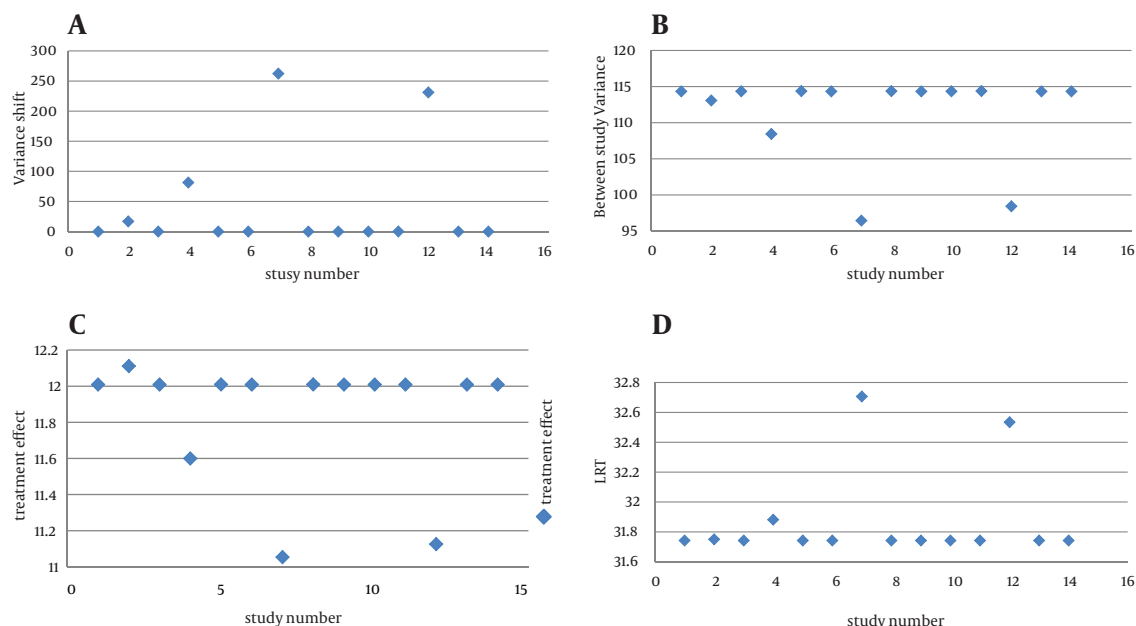 A
300
250
200
150
100
50
0
Variance shift
0 2 4 6 8 10 12 14 16
stusy number
B
120
115
110
105
100
95
Between study Variance
0 2 4 6 8 10 12 14 16
study number
C
12.2
12
11.8
11.6
11.4
11.2
11
treatment effect
0 5 10 15
study number
treatnent effect
D
32.8
32.6
32.4
32.2
32
31.8
31.6
LRT
0 2 4 6 8 10 12 14 16
study number